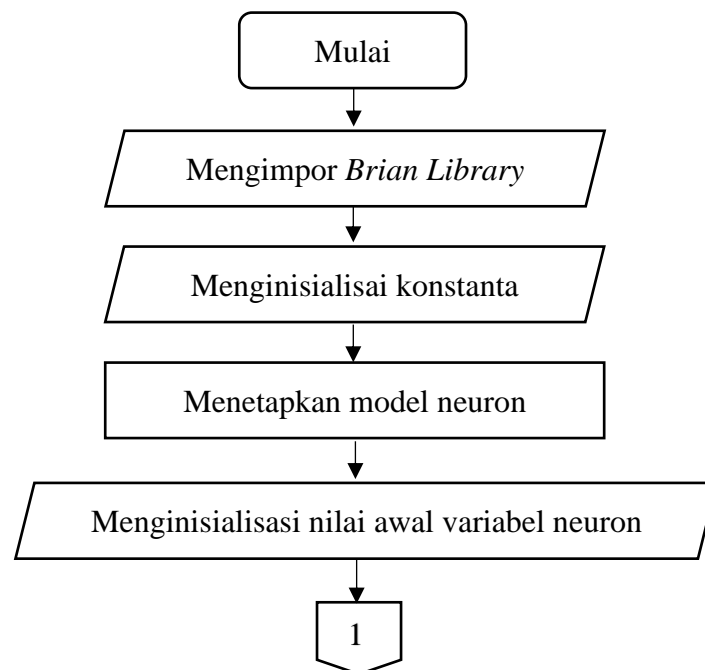 Mulai
Mengimpor Brian Library
Menginisialisai konstanta
Menetapkan model neuron
Menginisialisasi nilai awal variabel neuron
1